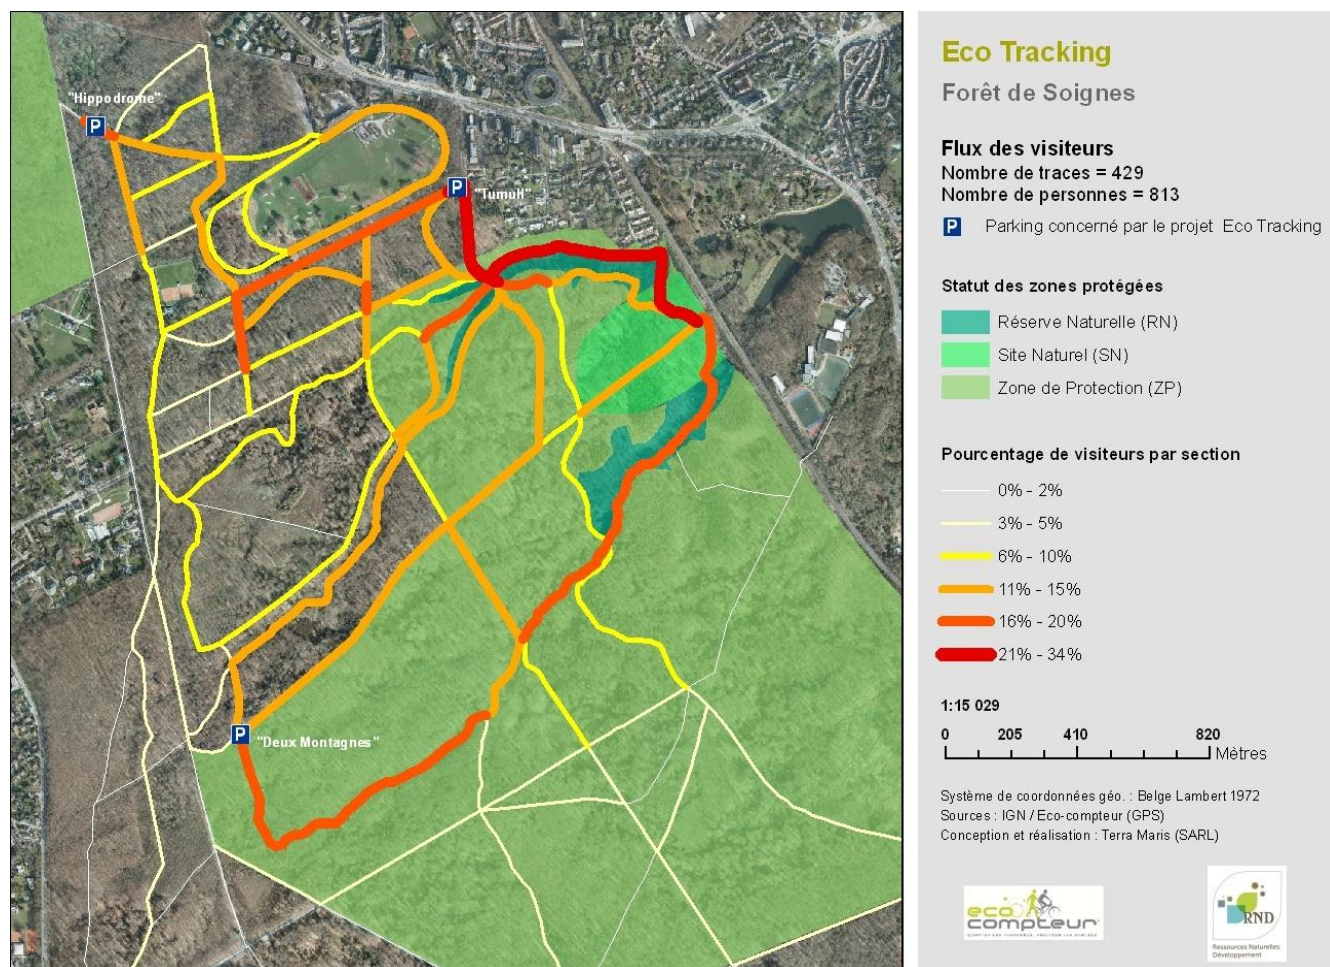 "Hippodrome"
P
P
"Tumuli"
P
"Deux Montagnes"
Eco Tracking
Forêt de Soignes
Flux des visiteurs
Nombre de traces = 429
Nombre de personnes = 813
P Parking concerné par le projet Eco Tracking
Statut des zones protégées
Réserve Naturelle (RN)
Site Naturel (SN)
Zone de Protection (ZP)
Pourcentage de visiteurs par section
0% - 2%
3% - 5%
6% - 10%
11% - 15%
16% - 20%
21% - 34%
1:15 029
0 205 410 820
Mètres
Système de coordonnées géo. : Belge Lambert 1972
Sources : IGN / Eco-compteur (GPS)
Conception et réalisation : Terra Maris (SARL)
eco
compteur
RND
Ressources Naturelles
Développement